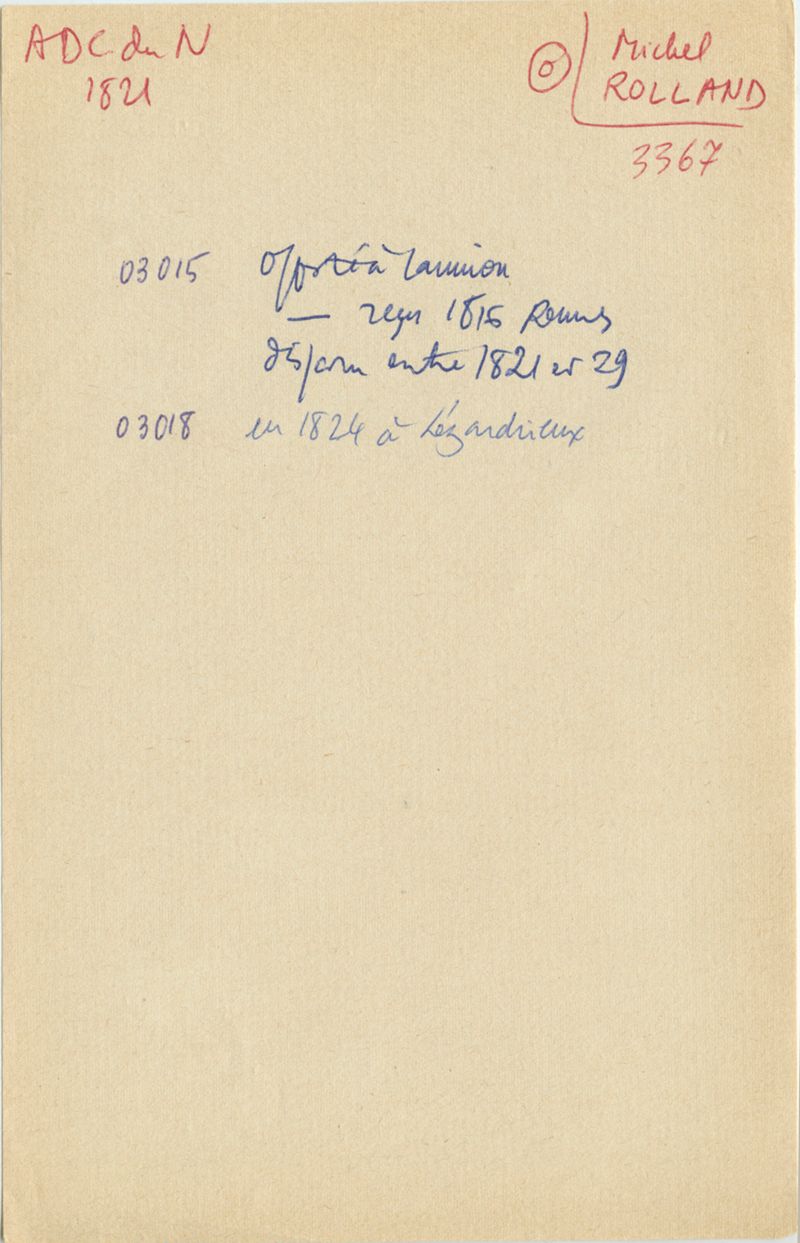 ADC. du N
1821
Michel
ROLLAND
3367
03015 à Lannion
— reçu 1815 Rennes
disparu entre 1821 et 29
03018 en 1824 à Lézardrieux